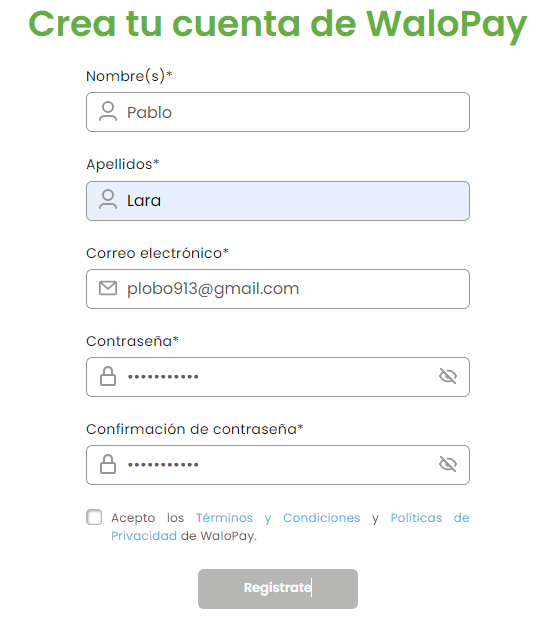 Crea tu cuenta de WaloPay
Nombre(s)*
Pablo
Apellidos*
Lara
Correo electrónico*
plobo913@gmail.com
Contraseña*
•••••••••••
Confirmación de contraseña*
•••••••••••
Acepto los Términos y Condiciones y Políticas de
Privacidad de WaloPay.
Registrate